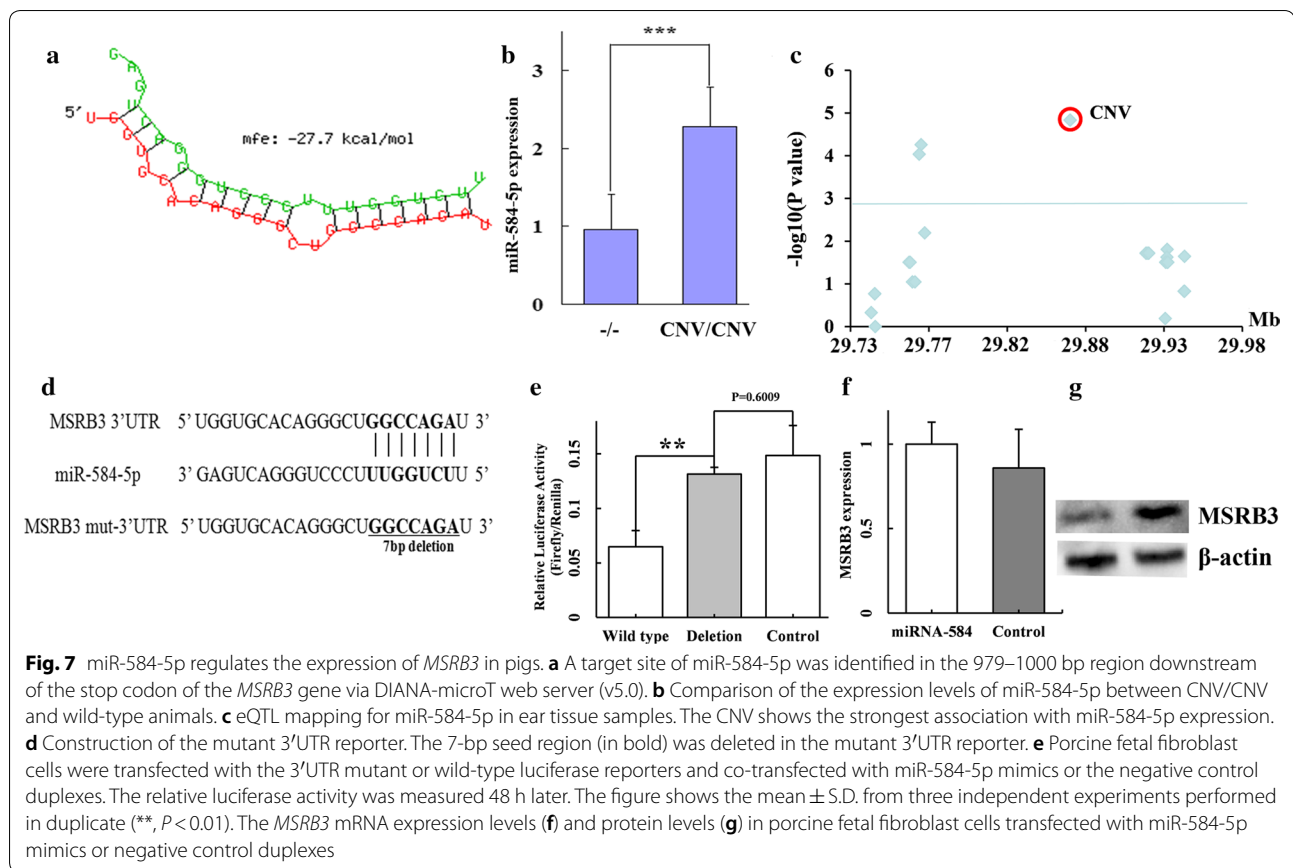 a
5'
mfe: -27.7 kcal/mol
b
***
miR-584-5p expression
3
2
1
0
-/- CNV/CNV
c
-log10(P value)
6
5
4
3
2
1
0
CNV
Mb
29.73 29.77 29.82 29.88 29.93 29.98
d
MSRB3 3’UTR 5’ UGGUGCACAGGGCUGGCCAGAU 3’
miR-584-5p 3’ GAGUCAGGGUCCCUUUGGUCUU 5’
MSRB3 mut-3’UTR 5’ UGGUGCACAGGGCUGGCCAGAU 3’
7bp deletion
e
P=0.6009
**
Relative Luciferase Activity
(Firefly/Renilla)
0.15
0.1
0.05
0
Wild type Deletion Control
f
MSRB3 expression
1
0.5
0
miRNA-584 Control
g
MSRB3
β-actin
Fig. 7 miR-584-5p regulates the expression of MSRB3 in pigs. a A target site of miR-584-5p was identified in the 979–1000 bp region downstream
of the stop codon of the MSRB3 gene via DIANA-microT web server (v5.0). b Comparison of the expression levels of miR-584-5p between CNV/CNV
and wild-type animals. c eQTL mapping for miR-584-5p in ear tissue samples. The CNV shows the strongest association with miR-584-5p expression.
d Construction of the mutant 3′UTR reporter. The 7-bp seed region (in bold) was deleted in the mutant 3′UTR reporter. e Porcine fetal fibroblast
cells were transfected with the 3′UTR mutant or wild-type luciferase reporters and co-transfected with miR-584-5p mimics or the negative control
duplexes. The relative luciferase activity was measured 48 h later. The figure shows the mean ± S.D. from three independent experiments performed
in duplicate (**, P < 0.01). The MSRB3 mRNA expression levels (f) and protein levels (g) in porcine fetal fibroblast cells transfected with miR-584-5p
mimics or negative control duplexes